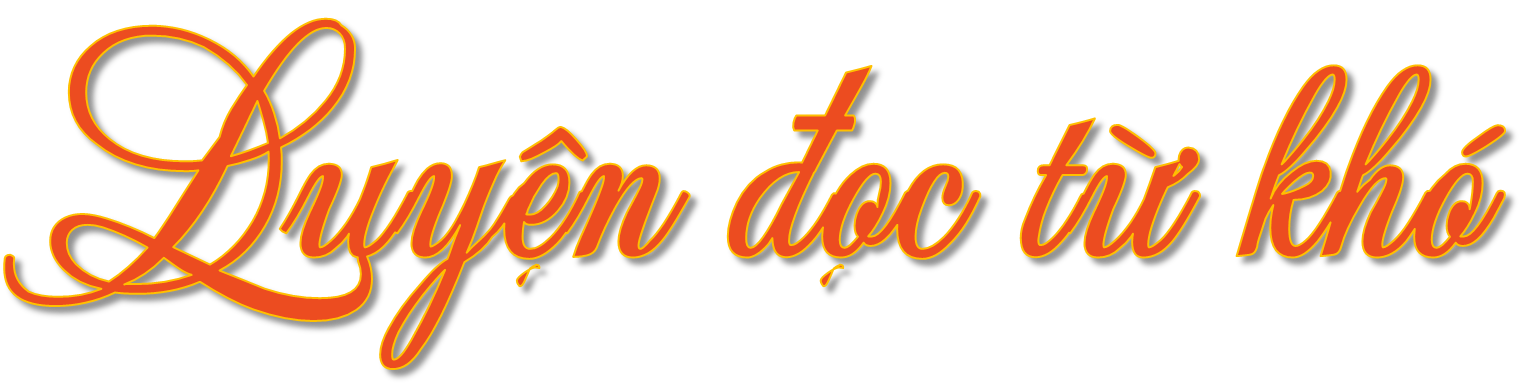 Luyện đọc từ khó